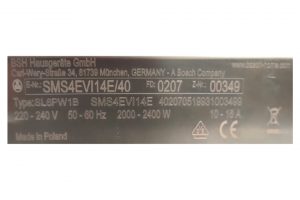 BSH Hausgeräte GmbH
Carl-Wery-Straße 34, 81739 München, GERMANY - A Bosch Company
E-Nr.: SMS4EVI14E/40 FD: 0207 Z-Nr.: 00349
Type: SL6PW1B SMS4EVI14E 402070519931003499
220 - 240 V 50 - 60 Hz 2000 - 2400 W 10 - 16 A
Made in Poland